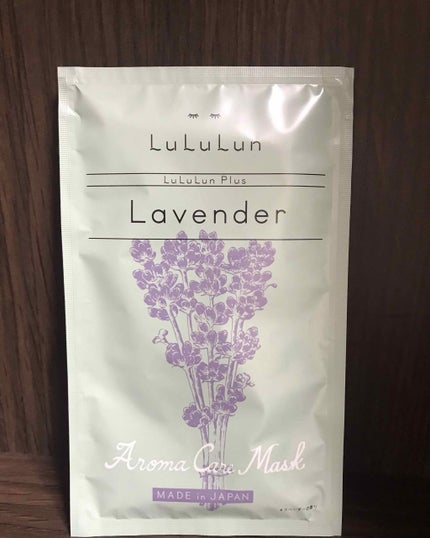 LuLuLun
LuLuLun Plus
Lavender
Aroma Care Mask
MADE in JAPAN